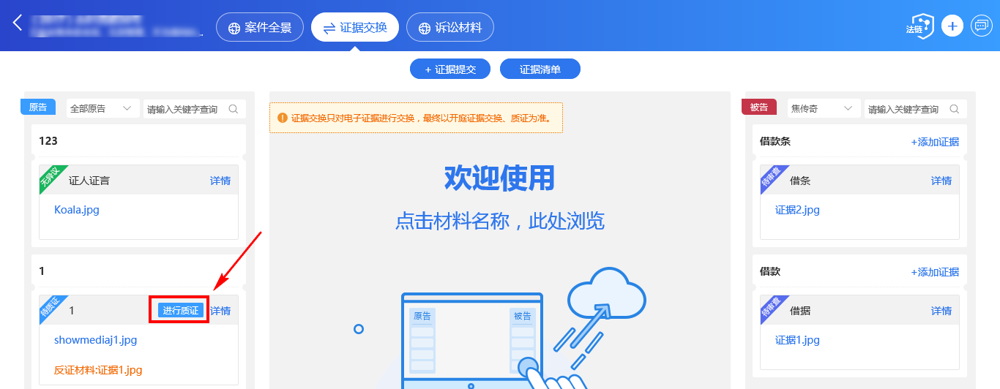 案件全景
证据交换
诉讼材料
法链
+ 证据提交
证据清单
原告
全部原告
请输入关键字查询
123
无异议
证人证言
详情
Koala.jpg
1
待质证
1
进行质证
详情
showmediaj1.jpg
反证材料:证据1.jpg
证据交换只对电子证据进行交换，最终以开庭证据交换、质证为准。
欢迎使用
点击材料名称，此处浏览
原告
被告
被告
焦传奇
请输入关键字查询
借款条
+添加证据
待审查
借条
详情
证据2.jpg
借款
+添加证据
待审查
借据
详情
证据1.jpg